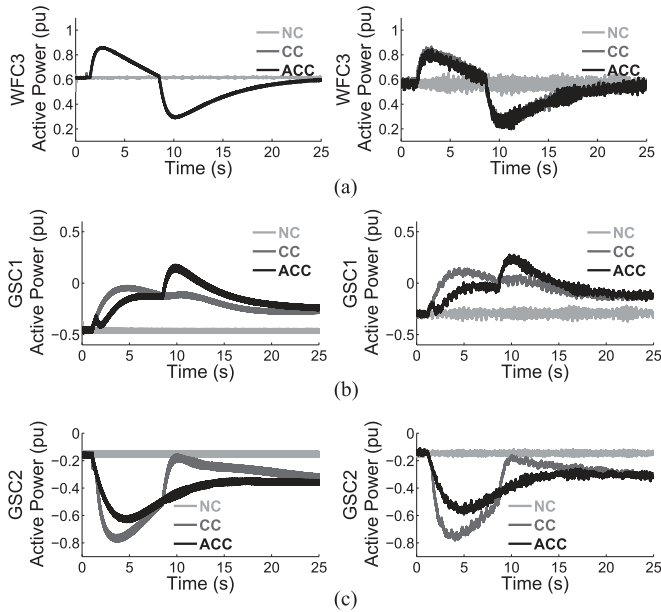 WFC3
Active Power (pu)
1
0.8
0.6
0.4
0.2
NC
CC
ACC
0 5 10 15 20 25
Time (s)
WFC3
Active Power (pu)
1
0.8
0.6
0.4
0.2
NC
CC
ACC
0 5 10 15 20 25
Time (s)
(a)
GSC1
Active Power (pu)
0.5
0
−0.5
NC
CC
ACC
0 5 10 15 20 25
Time (s)
GSC1
Active Power (pu)
0.5
0
−0.5
NC
CC
ACC
0 5 10 15 20 25
Time (s)
(b)
GSC2
Active Power (pu)
0
−0.2
−0.4
−0.6
−0.8
NC
CC
ACC
0 5 10 15 20 25
Time (s)
GSC2
Active Power (pu)
0
−0.2
−0.4
−0.6
−0.8
NC
CC
ACC
0 5 10 15 20 25
Time (s)
(c)